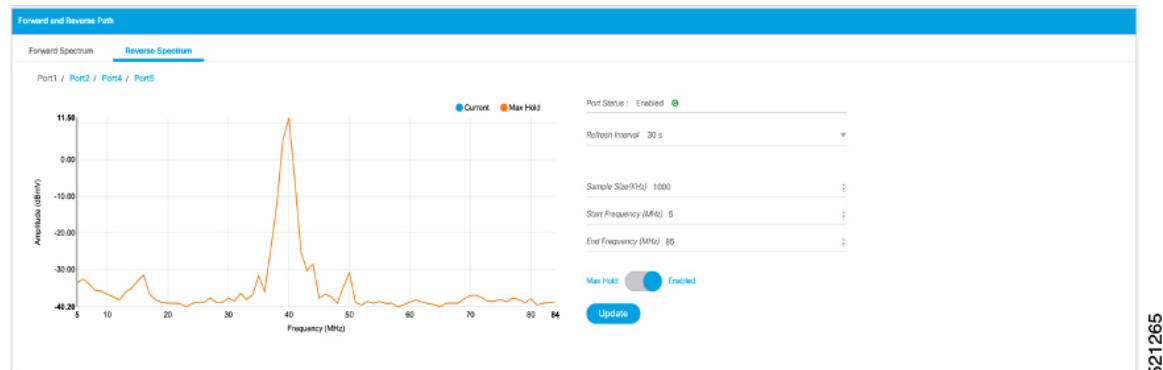 Forward and Reverse Path
Forward Spectrum Reverse Spectrum
Port1 / Port2 / Port4 / Port5
Current Max Hold
11.50
0.00
-10.00
-20.00
-30.00
-40.20
Amplitude (dBmV)
5 10 20 30 40 50 60 70 80 84
Frequency (MHz)
Port Status : Enabled
Refresh Interval 30 s
Sample Size(KHz) 1000
Start Frequency (MHz) 5
End Frequency (MHz) 85
Max Hold Enabled
Update
521265